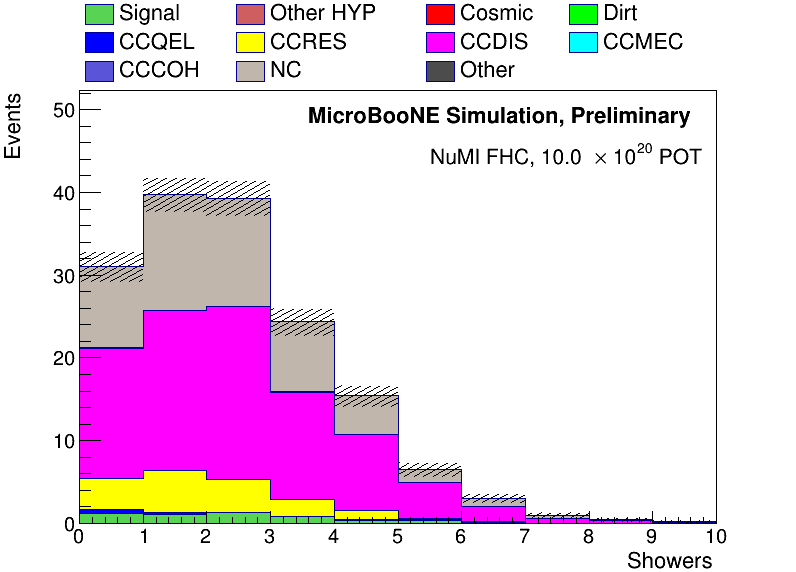 Signal Other HYP Cosmic Dirt
CCQEL CCRES CCDIS CCMEC
CCCOH NC Other
MicroBooNE Simulation, Preliminary
NuMI FHC, 10.0 × 10^20 POT
Events
50
40
30
20
10
0
0 1 2 3 4 5 6 7 8 9 10
Showers